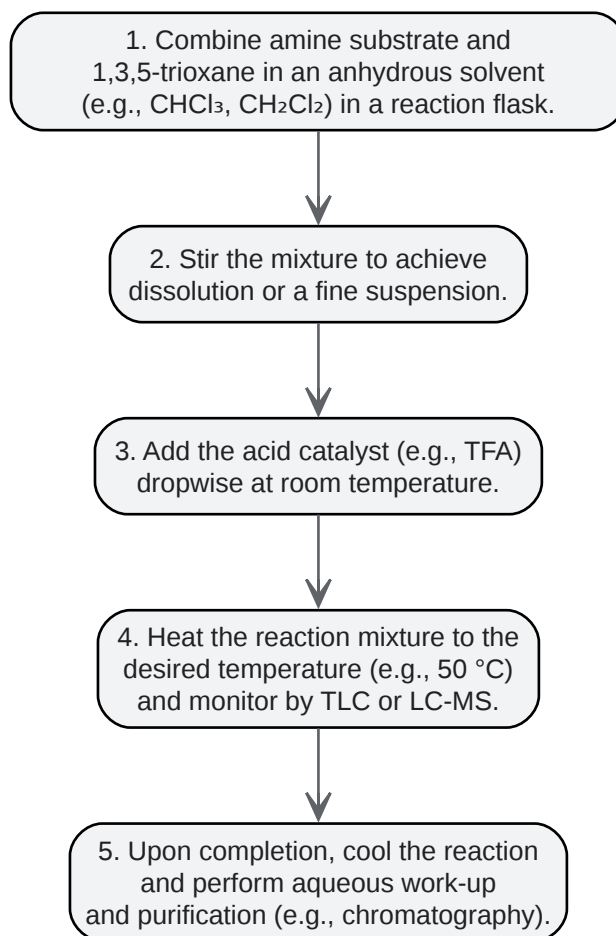 1. Combine amine substrate and
1,3,5-trioxane in an anhydrous solvent
(e.g., CHCl₃, CH₂Cl₂) in a reaction flask.
2. Stir the mixture to achieve
dissolution or a fine suspension.
3. Add the acid catalyst (e.g., TFA)
dropwise at room temperature.
4. Heat the reaction mixture to the
desired temperature (e.g., 50 °C)
and monitor by TLC or LC-MS.
5. Upon completion, cool the reaction
and perform aqueous work-up
and purification (e.g., chromatography).